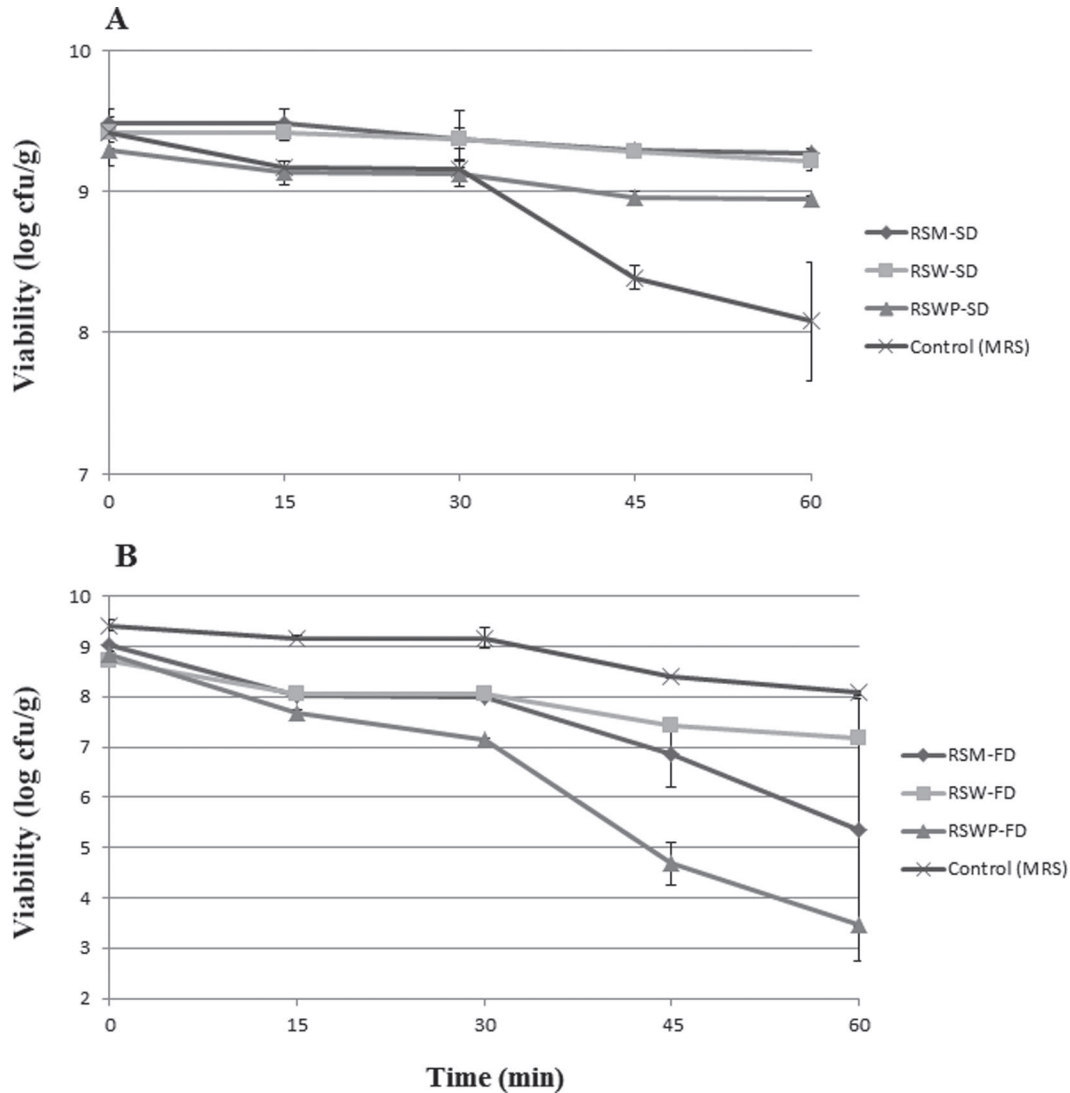 A
Viability (log cfu/g)
10
9
8
7
0 15 30 45 60
RSM-SD
RSW-SD
RSWP-SD
Control (MRS)
B
Viability (log cfu/g)
10
9
8
7
6
5
4
3
2
0 15 30 45 60
RSM-FD
RSW-FD
RSWP-FD
Control (MRS)
Time (min)